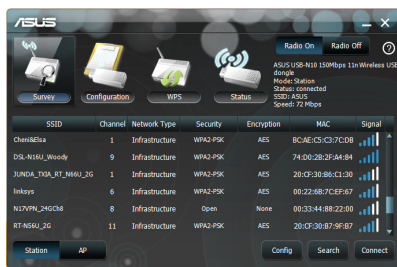 ASUS
Radio On Radio Off
ASUS USB-N10 150Mbps 11n Wireless USB
dongle
Mode: Station
Status: connected
SSID: ASUS
Speed: 72 Mbps
Survey Configuration WPS Status
SSID Channel Network Type Security Encryption MAC Signal
Cheni&Elsa 1 Infrastructure WPA2-PSK AES BC:AE:C5:C3:7C:D8
DSL-N16U_Woody 9 Infrastructure WPA2-PSK AES 74:D0:2B:2F:A4:84
JUNDA_TXIA_RT_N66U_2G 1 Infrastructure WPA2-PSK AES 20:CF:30:B6:C1:30
linksys 6 Infrastructure WPA2-PSK AES 00:22:6B:7C:EF:67
N17VPN_24GCh8 8 Infrastructure Open None 00:33:44:88:22:00
RT-N56U_2G 11 Infrastructure WPA2-PSK AES 20:CF:30:B7:9F:B7
Station AP Config Search Connect